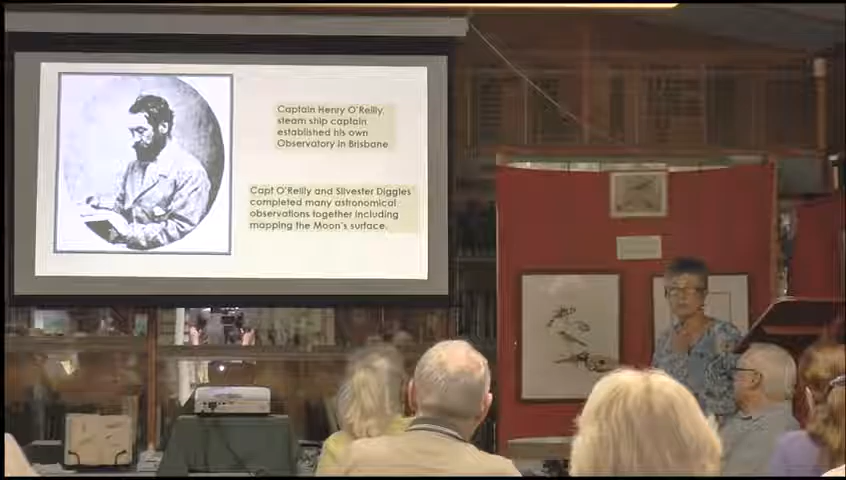 Captain Henry O'Reilly,
steam ship captain
established his own
Observatory in Brisbane
Capt O'Reilly and Silvester Diggles
completed many astronomical
observations together including
mapping the Moon's surface.